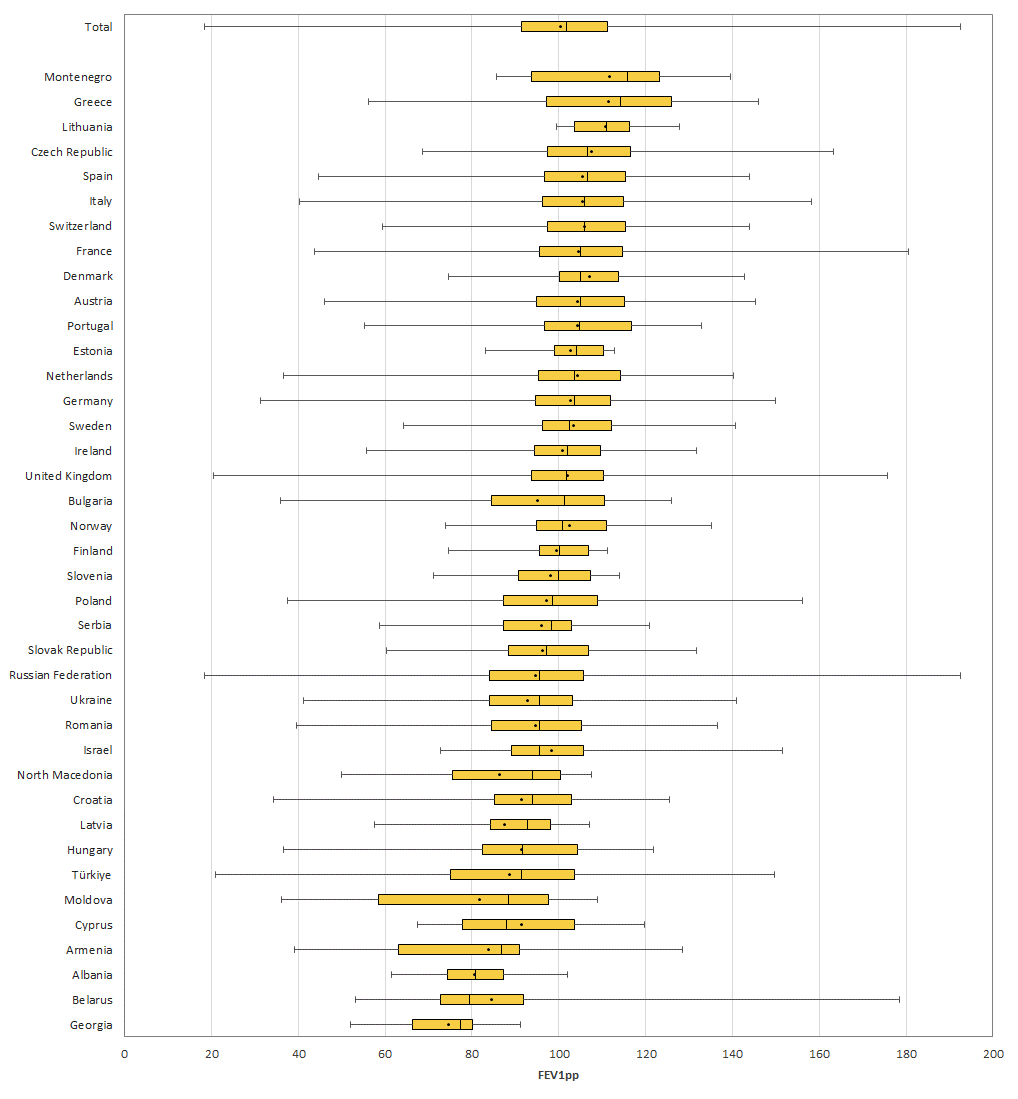 Total
Montenegro
Greece
Lithuania
Czech Republic
Spain
Italy
Switzerland
France
Denmark
Austria
Portugal
Estonia
Netherlands
Germany
Sweden
Ireland
United Kingdom
Bulgaria
Norway
Finland
Slovenia
Poland
Serbia
Slovak Republic
Russian Federation
Ukraine
Romania
Israel
North Macedonia
Croatia
Latvia
Hungary
Türkiye
Moldova
Cyprus
Armenia
Albania
Belarus
Georgia
0 20 40 60 80 100 120 140 160 180 200
FEV1pp